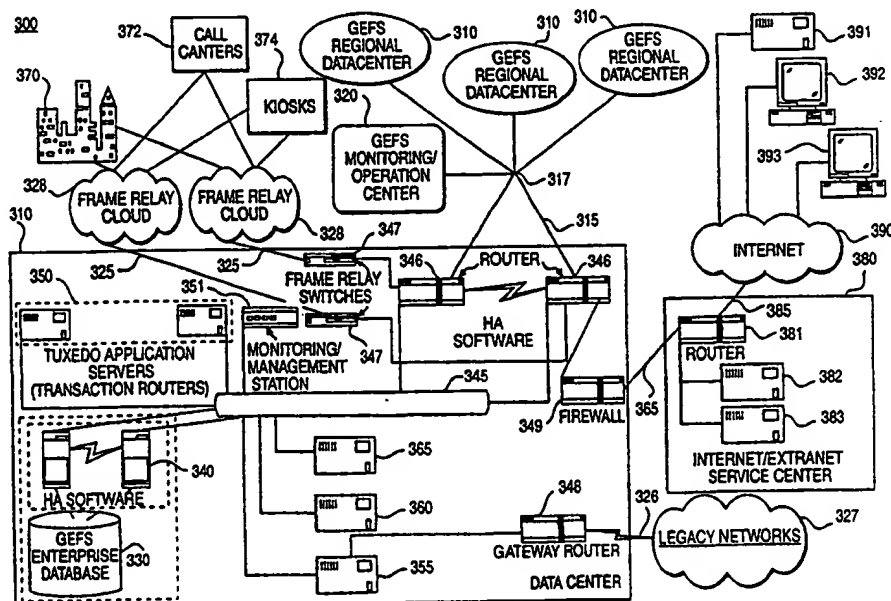 300
372
CALL
CANTERS
374
370
KIOSKS
310
GEFS
REGIONAL
DATACENTER
310
GEFS
REGIONAL
DATACENTER
310
GEFS REGIONAL
DATACENTER
320
GEFS
MONITORING/
OPERATION
CENTER
317
315
391
392
393
INTERNET
390
328
FRAME RELAY
CLOUD
FRAME RELAY
CLOUD
328
310
325
325
347
FRAME RELAY
SWITCHES
347
346
ROUTER
346
HA
SOFTWARE
350
351
TUXEDO APPLICATION
SERVERS
(TRANSACTION ROUTERS)
MONITORING/
MANAGEMENT
STATION
345
349
FIREWALL
365
380
385
381
ROUTER
382
383
INTERNET/EXTRANET
SERVICE CENTER
340
HA SOFTWARE
GEFS
ENTERPRISE
DATABASE
330
365
360
355
348
GATEWAY ROUTER
326
LEGACY NETWORKS
327
DATA CENTER